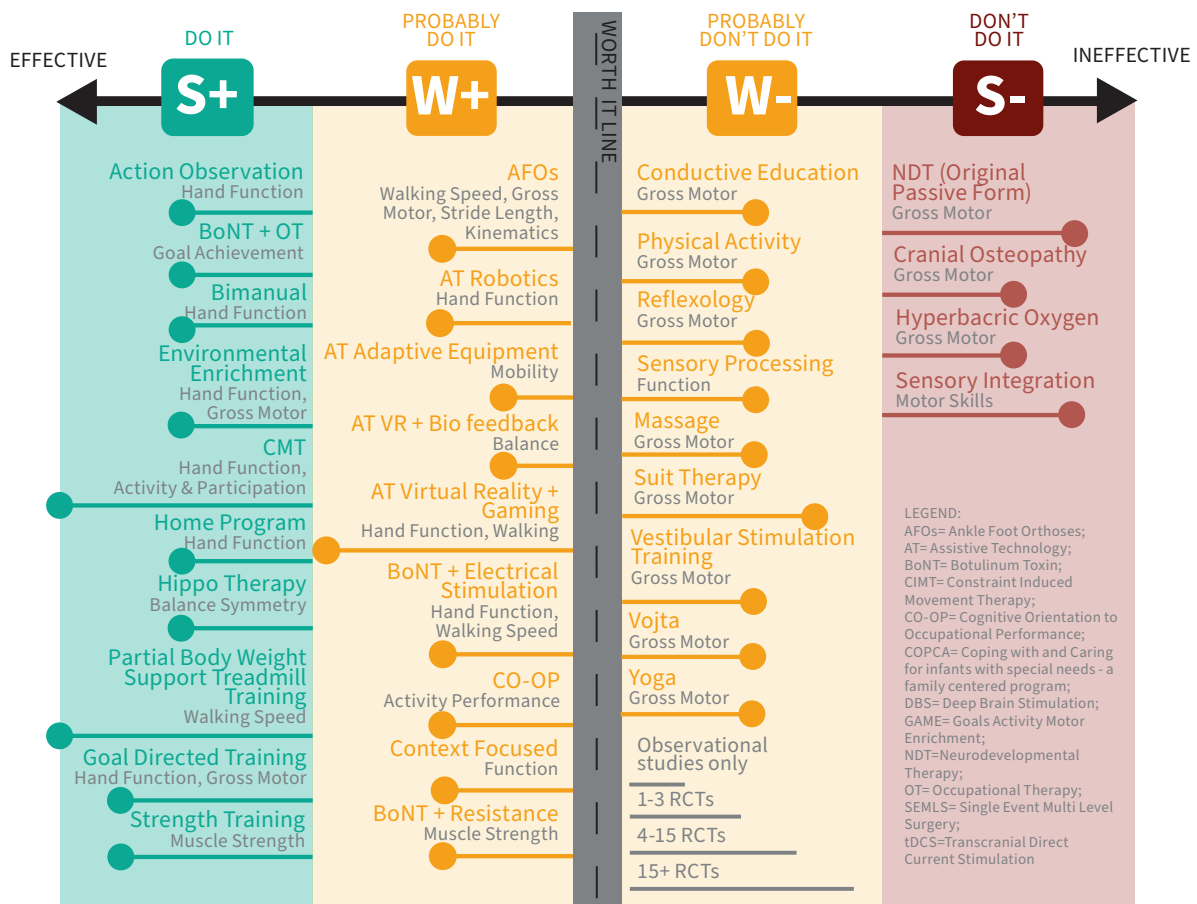 EFFECTIVE
DO IT
S+
PROBABLY
DO IT
W+
WORTH IT LINE
PROBABLY
DON'T DO IT
W-
DON'T
DO IT
S-
INEFFECTIVE
Action Observation
Hand Function
BoNT + OT
Goal Achievement
Bimanual
Hand Function
Environmental
Enrichment
Hand Function,
Gross Motor
CMT
Hand Function,
Activity & Participation
Home Program
Hand Function
Hippo Therapy
Balance Symmetry
Partial Body Weight
Support Treadmill
Training
Walking Speed
Goal Directed Training
Hand Function, Gross Motor
Strength Training
Muscle Strength
AFOs
Walking Speed, Gross
Motor, Stride Length,
Kinematics
AT Robotics
Hand Function
AT Adaptive Equipment
Mobility
AT VR + Bio feedback
Balance
AT Virtual Reality +
Gaming
Hand Function, Walking
BoNT + Electrical
Stimulation
Hand Function,
Walking Speed
CO-OP
Activity Performance
Context Focused
Function
BoNT + Resistance
Muscle Strength
Conductive Education
Gross Motor
Physical Activity
Gross Motor
Reflexology
Gross Motor
Sensory Processing
Function
Massage
Gross Motor
Suit Therapy
Gross Motor
Vestibular Stimulation
Training
Gross Motor
Vojta
Gross Motor
Yoga
Gross Motor
Observational
studies only
1-3 RCTs
4-15 RCTs
15+ RCTs
NDT (Original
Passive Form)
Gross Motor
Cranial Osteopathy
Gross Motor
Hyperbacric Oxygen
Gross Motor
Sensory Integration
Motor Skills
LEGEND:
AFOs= Ankle Foot Orthoses;
AT= Assistive Technology;
BoNT= Botulinum Toxin;
CIMT= Constraint Induced
Movement Therapy;
CO-OP= Cognitive Orientation to
Occupational Performance;
COPCA= Coping with and Caring
for infants with special needs - a
family centered program;
DBS= Deep Brain Stimulation;
GAME= Goals Activity Motor
Enrichment;
NDT=Neurodevelopmental
Therapy;
OT= Occupational Therapy;
SEMLS= Single Event Multi Level
Surgery;
tDCS=Transcranial Direct
Current Stimulation